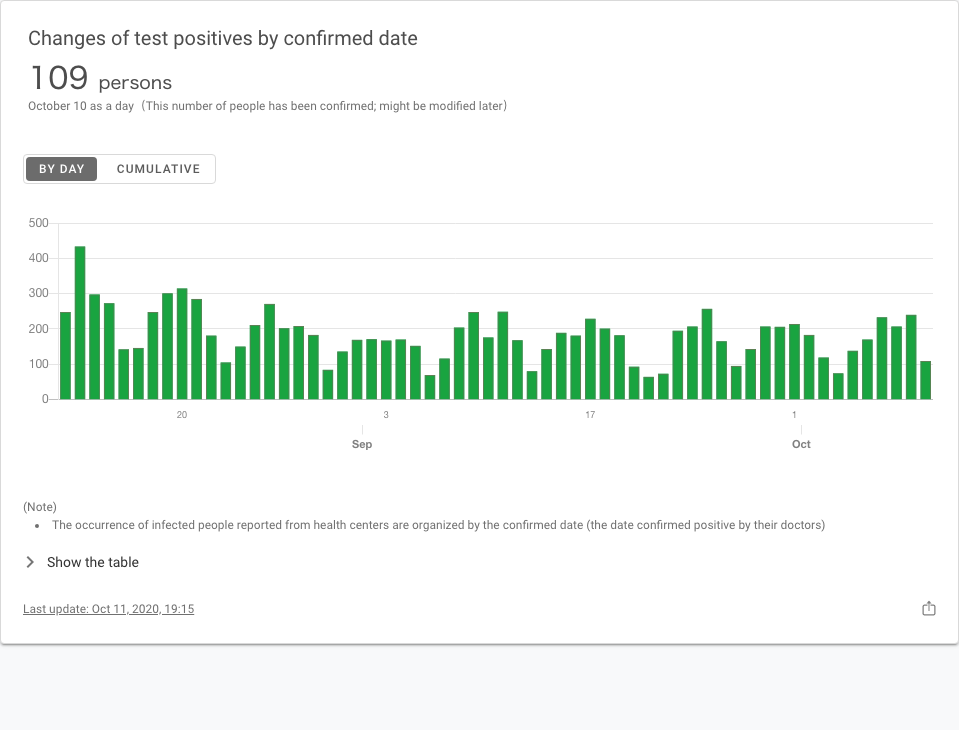 Changes of test positives by confirmed date
109 persons
October 10 as a day（This number of people has been confirmed; might be modified later）
BY DAY CUMULATIVE
500
400
300
200
100
0
20 3 17 1
Sep Oct
(Note)
• The occurrence of infected people reported from health centers are organized by the confirmed date (the date confirmed positive by their doctors)
Show the table
Last update: Oct 11, 2020, 19:15